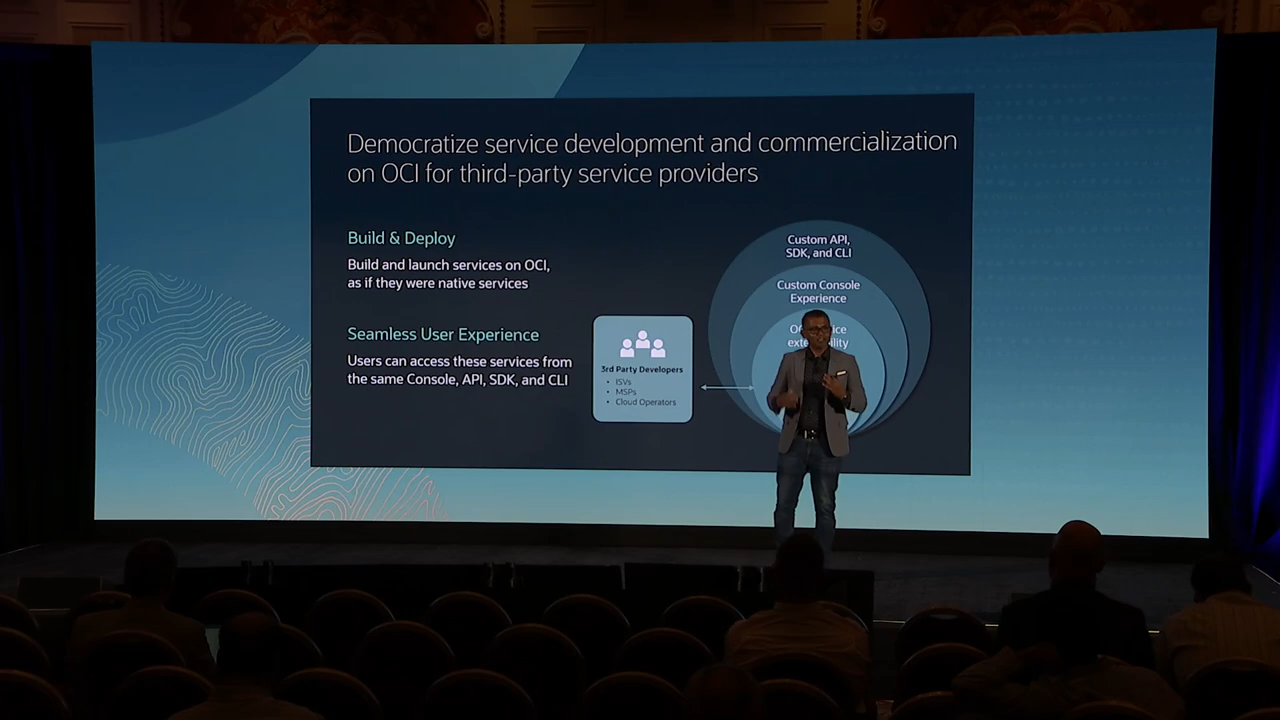 Democratize service development and commercialization
on OCI for third-party service providers
Build & Deploy
Build and launch services on OCI,
as if they were native services
Seamless User Experience
Users can access these services from
the same Console, API, SDK, and CLI
3rd Party Developers
• ISVs
• MSPs
• Cloud Operators
Custom API,
SDK, and CLI
Custom Console
Experience